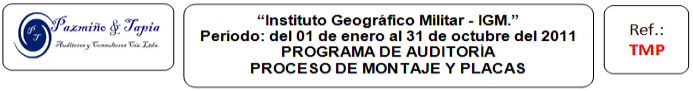 Pazmiño & Tapia
Auditores y Consultores Cía. Ltda.
P T
“Instituto Geográfico Militar - IGM.”
Período: del 01 de enero al 31 de octubre del 2011
PROGRAMA DE AUDITORÍA
PROCESO DE MONTAJE Y PLACAS
Ref.:
TMP